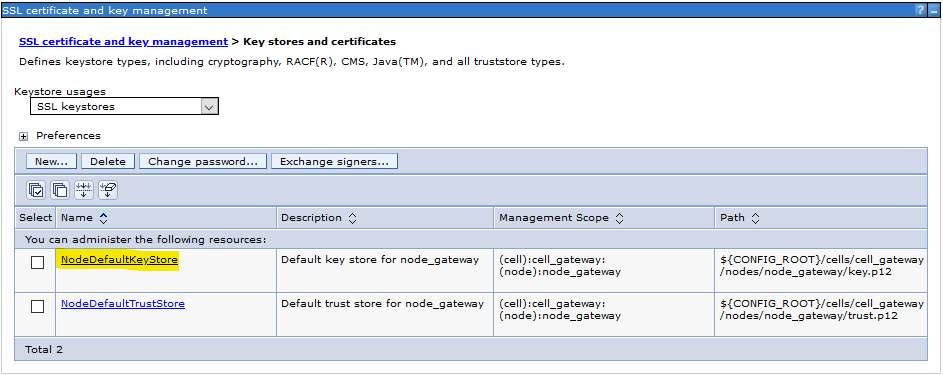 SSL certificate and key management
? _
SSL certificate and key management > Key stores and certificates
Defines keystore types, including cryptography, RACF(R), CMS, Java(TM), and all truststore types.
Keystore usages
SSL keystores
Preferences
New... Delete Change password... Exchange signers...
Select Name Description Management Scope Path
You can administer the following resources:
NodeDefaultKeyStore Default key store for node_gateway (cell):cell_gateway: ${CONFIG_ROOT}/cells/cell_gateway
(node):node_gateway /nodes/node_gateway/key.p12
NodeDefaultTrustStore Default trust store for node_gateway (cell):cell_gateway: ${CONFIG_ROOT}/cells/cell_gateway
(node):node_gateway /nodes/node_gateway/trust.p12
Total 2